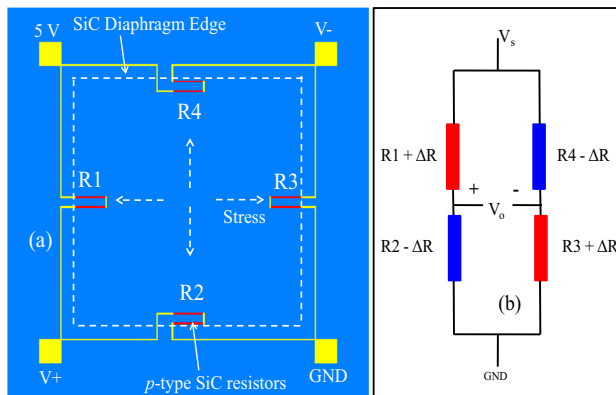 5 V
SiC Diaphragm Edge
V-
R4
R1
R3
Stress
(a)
R2
V+
p-type SiC resistors
GND
Vₛ
R1 + ΔR
R4 - ΔR
+
-
Vₒ
R2 - ΔR
R3 + ΔR
(b)
GND